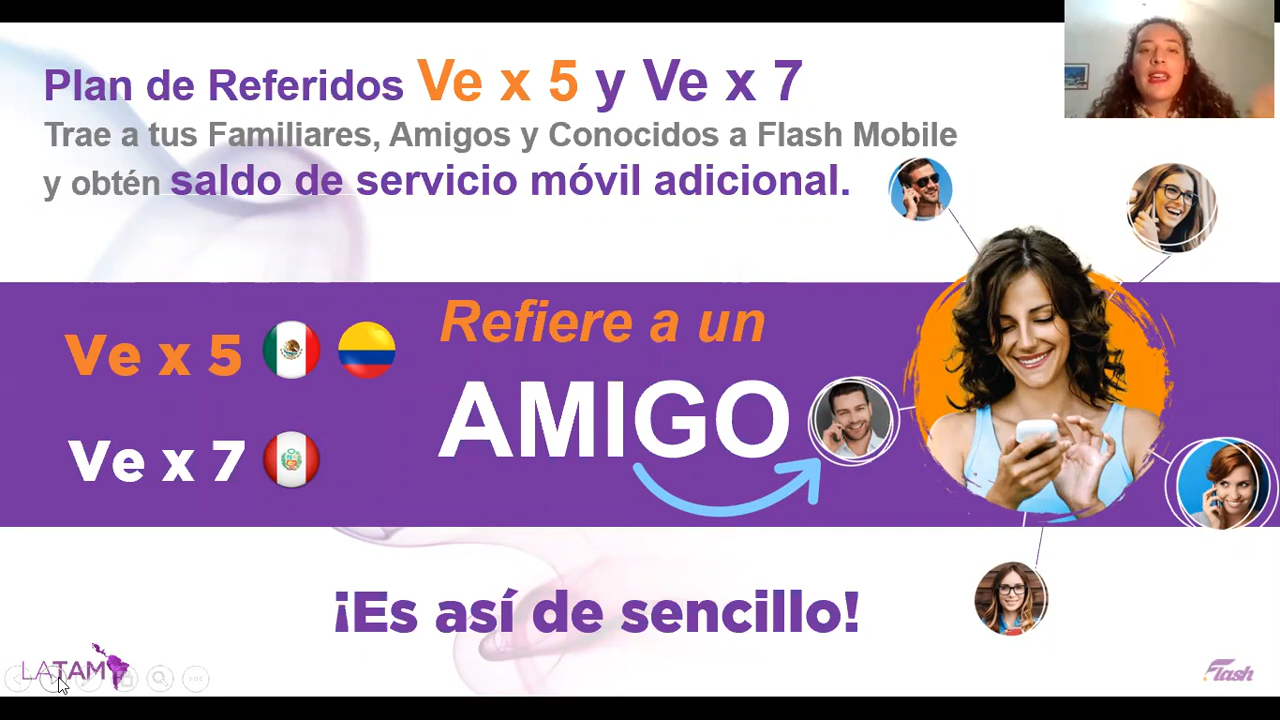 Plan de Referidos Ve x 5 y Ve x 7
Trae a tus Familiares, Amigos y Conocidos a Flash Mobile
y obtén saldo de servicio móvil adicional.
Ve x 5
Refiere a un
AMIGO
Ve x 7
¡Es así de sencillo!
LATAM
Flash